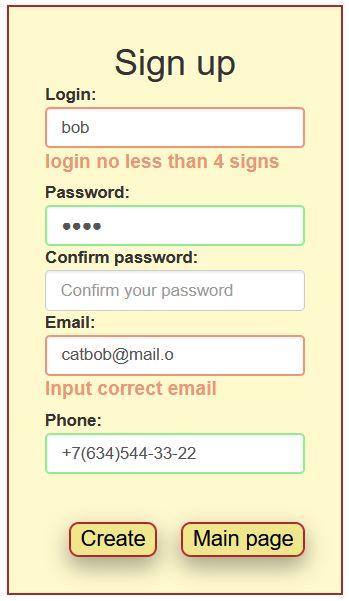 Sign up
Login:
bob
login no less than 4 signs
Password:
●●●●
Confirm password:
Confirm your password
Email:
catbob@mail.o
Input correct email
Phone:
+7(634)544-33-22
Create Main page